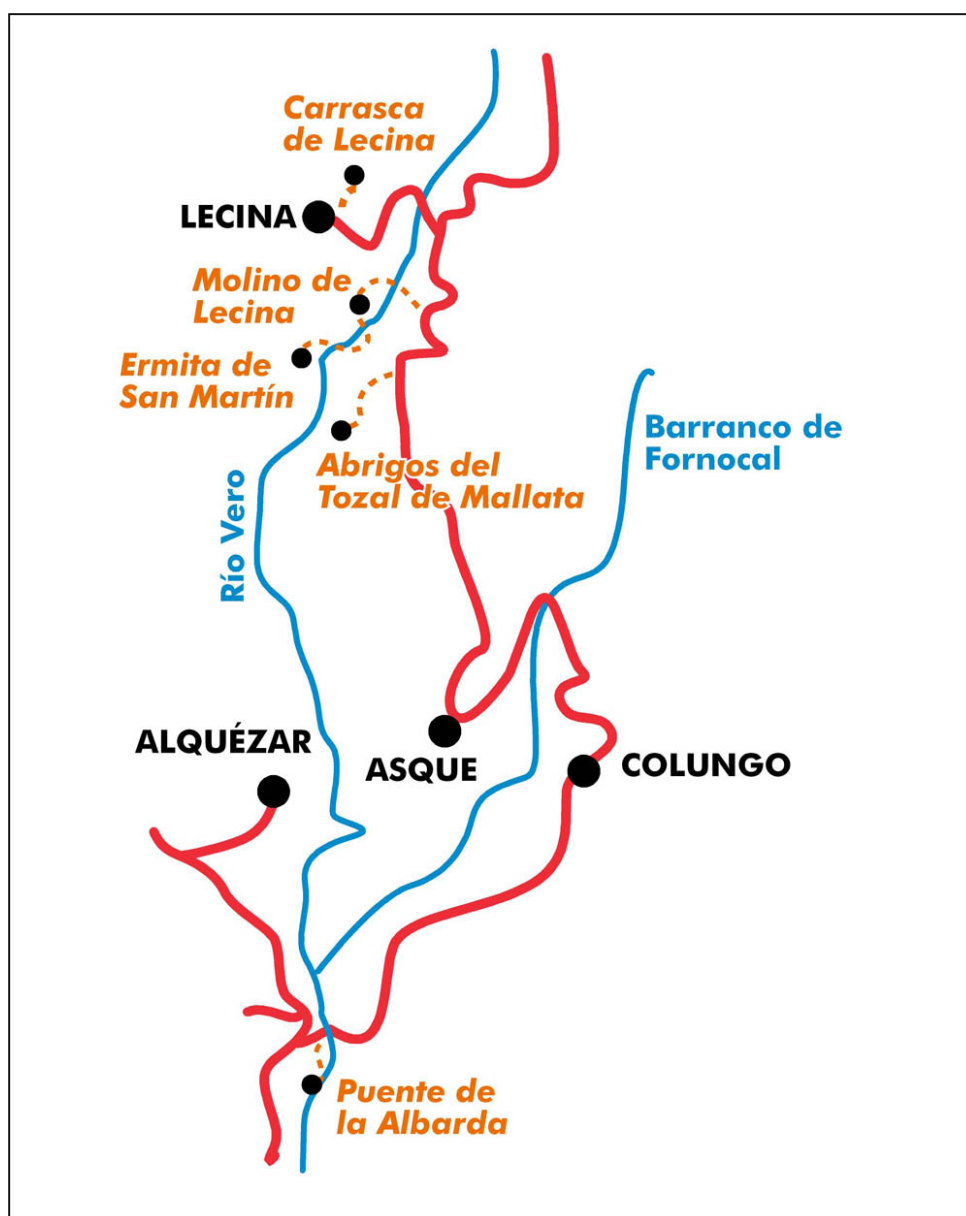 Carrasca
de Lecina
LECINA
Molino de
Lecina
Ermita de
San Martín
Abrigos del
Tozal de Mallata
Barranco de
Fornocal
Río Vero
ALQUÉZAR
ASQUE
COLUNGO
Puente de
la Albarda